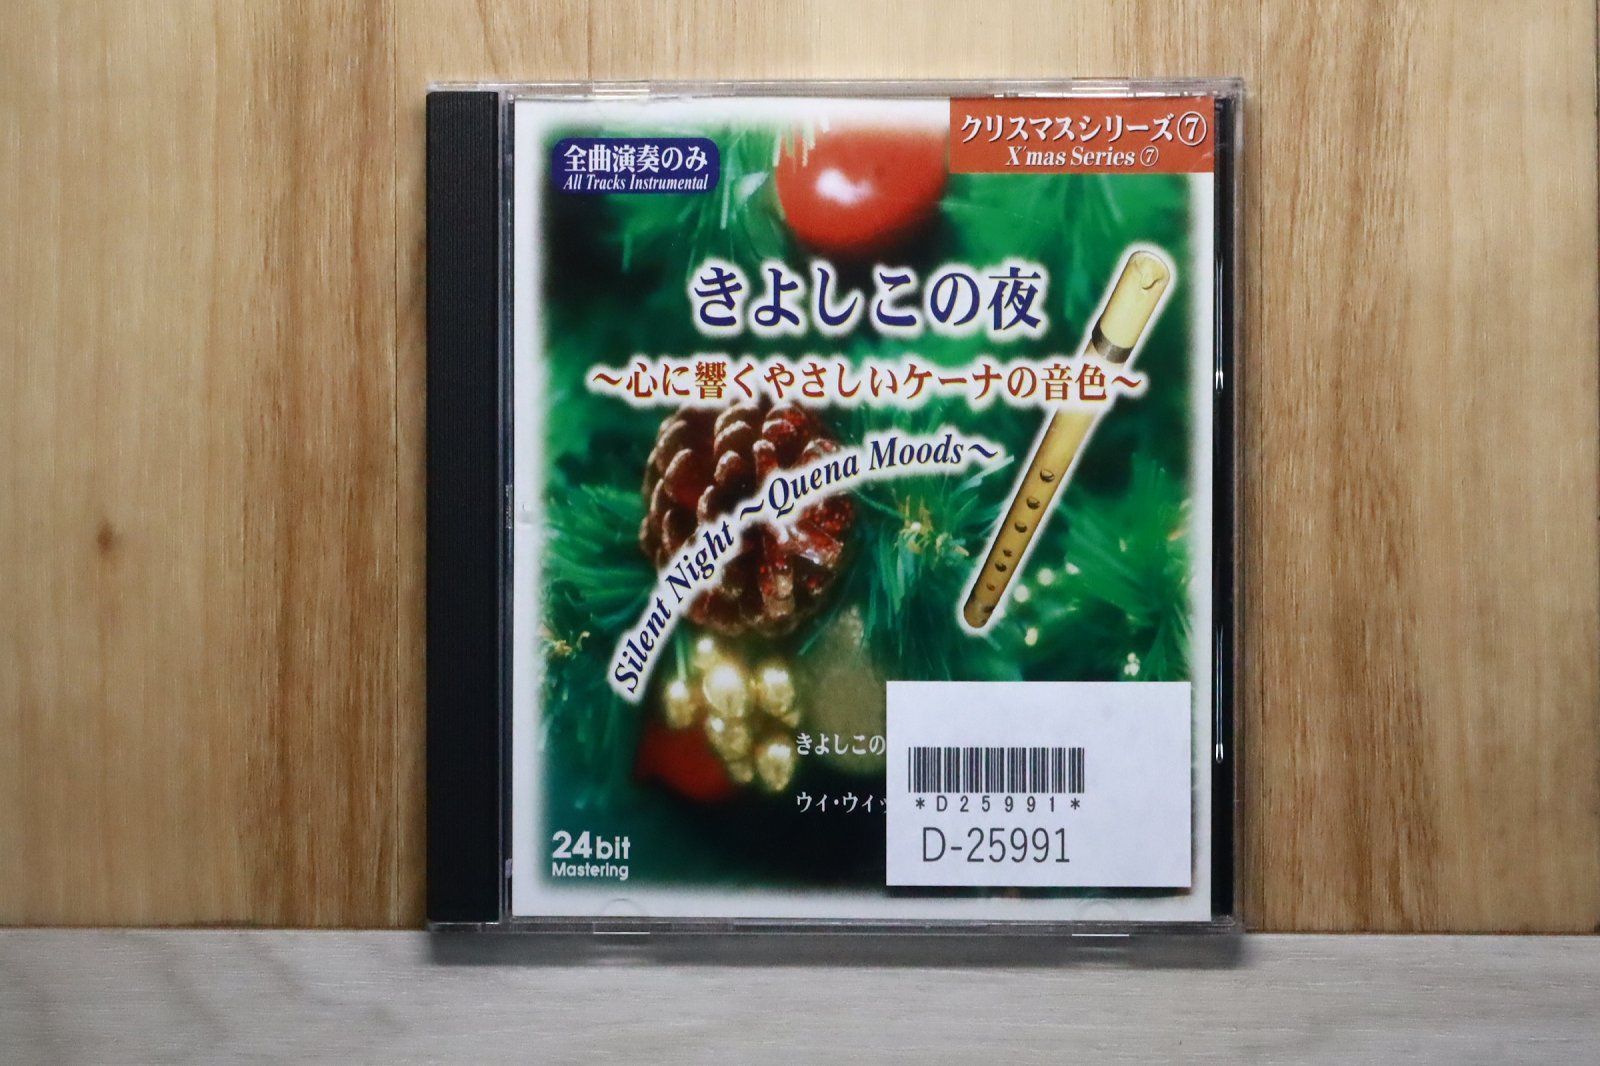 全曲演奏のみ
All Tracks Instrumental
クリスマスシリーズ⑦
X'mas Series ⑦
きよしこの夜
～心に響くやさしいケーナの音色～
Silent Night ～Quena Moods～
きよしこの
ウイ・ウィッ
*D25991*
D-25991
24bit
Mastering